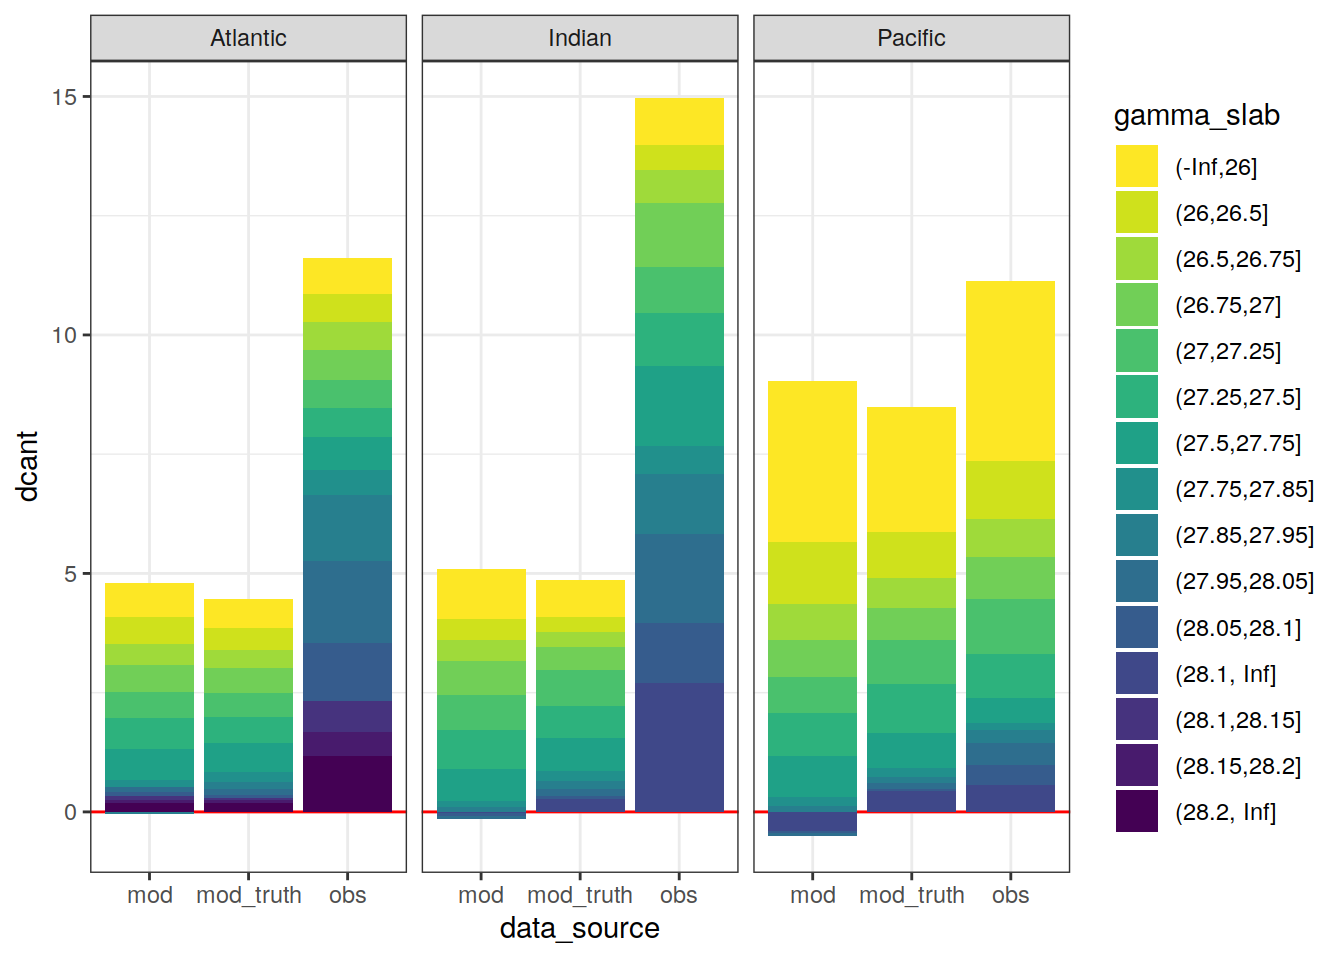 Atlantic Indian Pacific
15
10
5
0
dcant
mod mod_truth obs mod mod_truth obs mod mod_truth obs
data_source
gamma_slab
(-Inf,26]
(26,26.5]
(26.5,26.75]
(26.75,27]
(27,27.25]
(27.25,27.5]
(27.5,27.75]
(27.75,27.85]
(27.85,27.95]
(27.95,28.05]
(28.05,28.1]
(28.1, Inf]
(28.1,28.15]
(28.15,28.2]
(28.2, Inf]